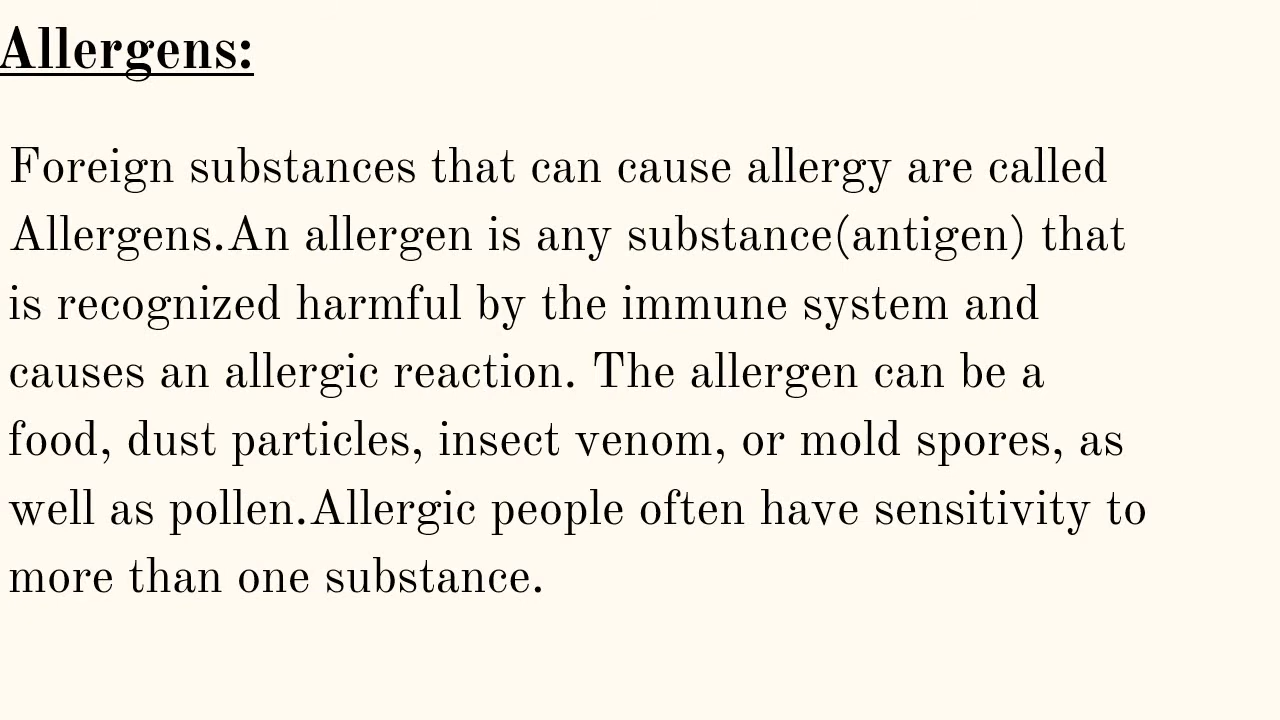 Allergens:
Foreign substances that can cause allergy are called
Allergens.An allergen is any substance(antigen) that
is recognized harmful by the immune system and
causes an allergic reaction. The allergen can be a
food, dust particles, insect venom, or mold spores, as
well as pollen.Allergic people often have sensitivity to
more than one substance.